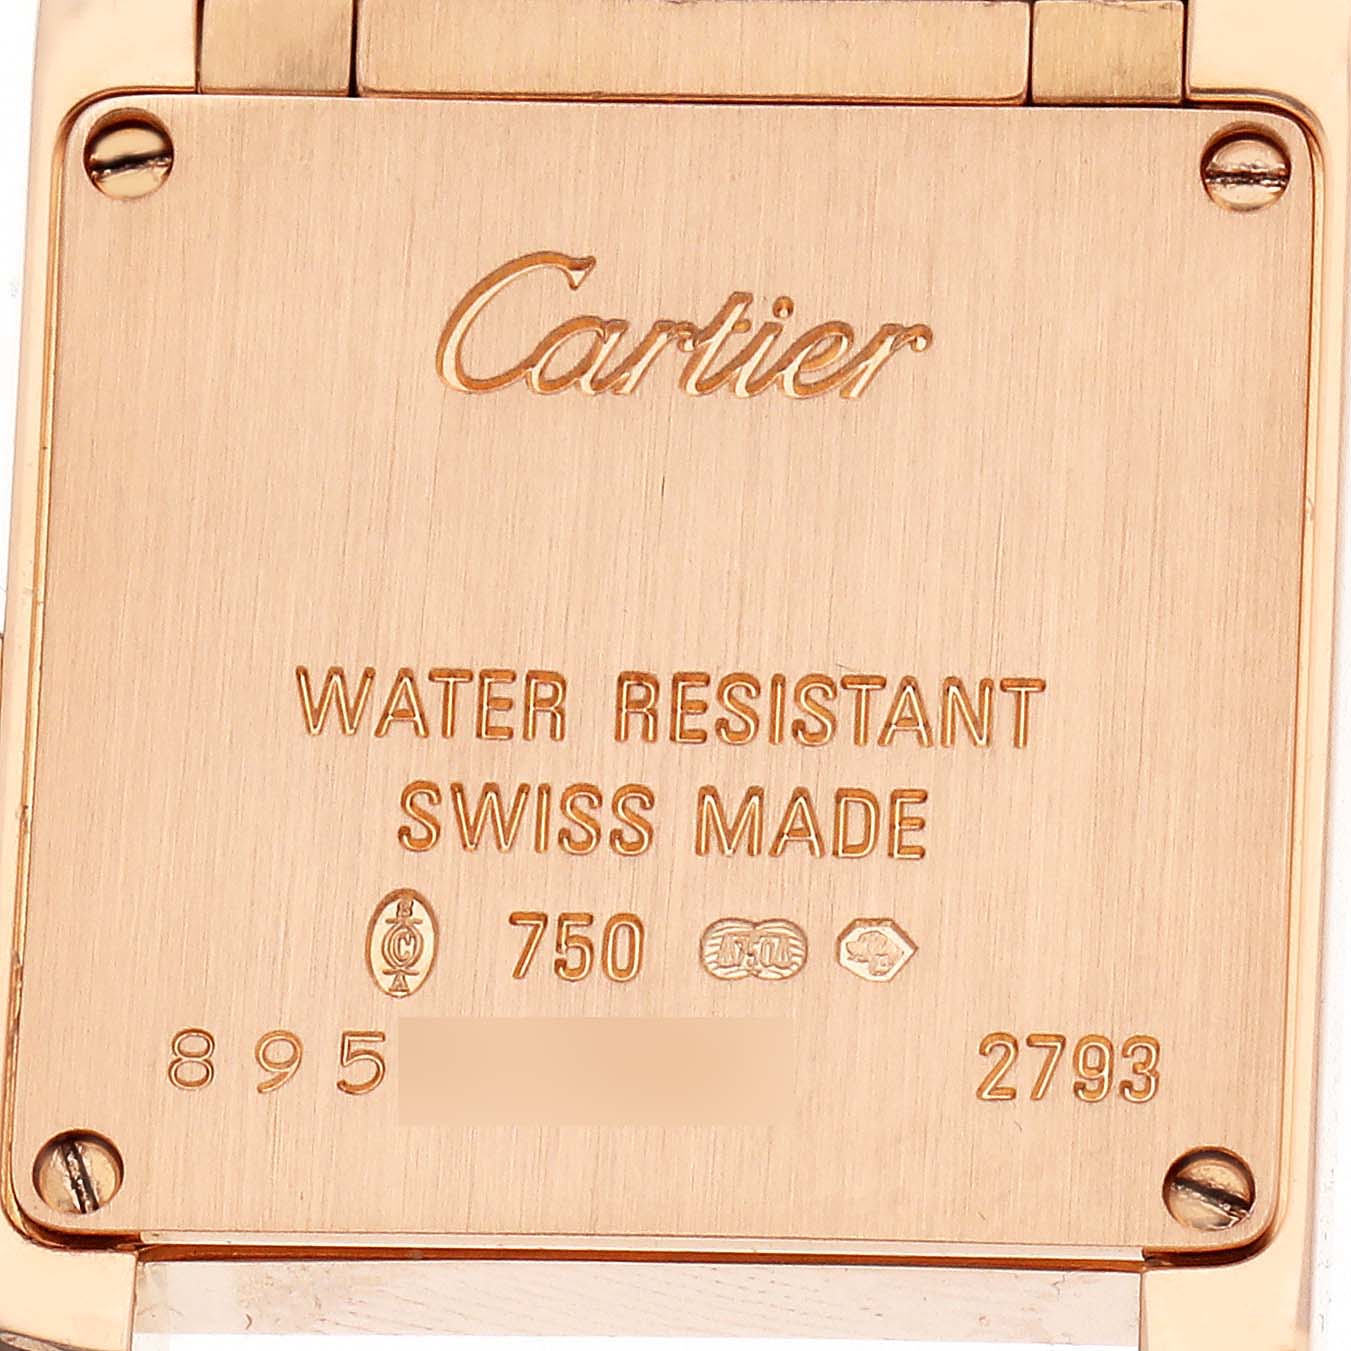 Cartier
WATER RESISTANT
SWISS MADE
750
895 2793